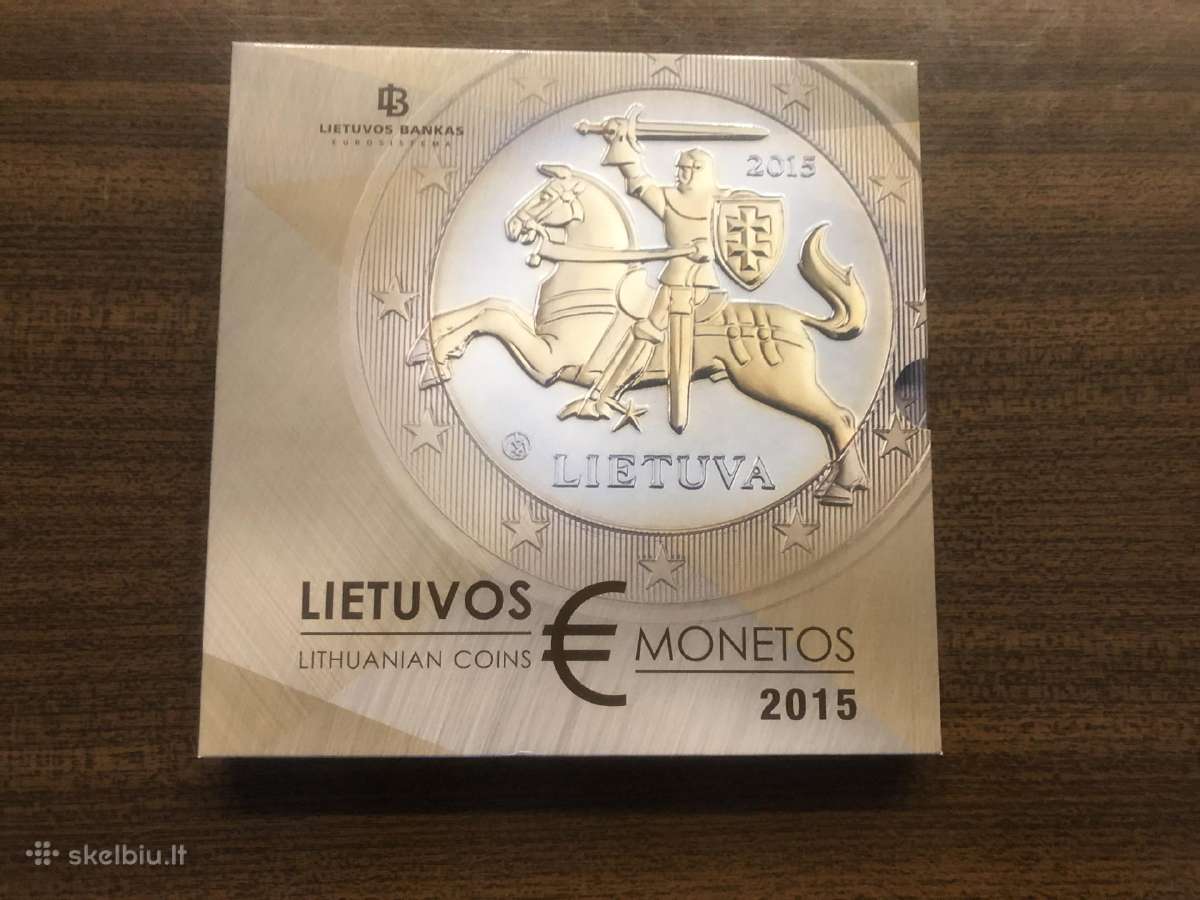 LIETUVOS BANKAS
EUROSISTEMA
2015
LIETUVA
LIETUVOS
LITHUANIAN COINS
€
MONETOS
2015
skelbiu.lt